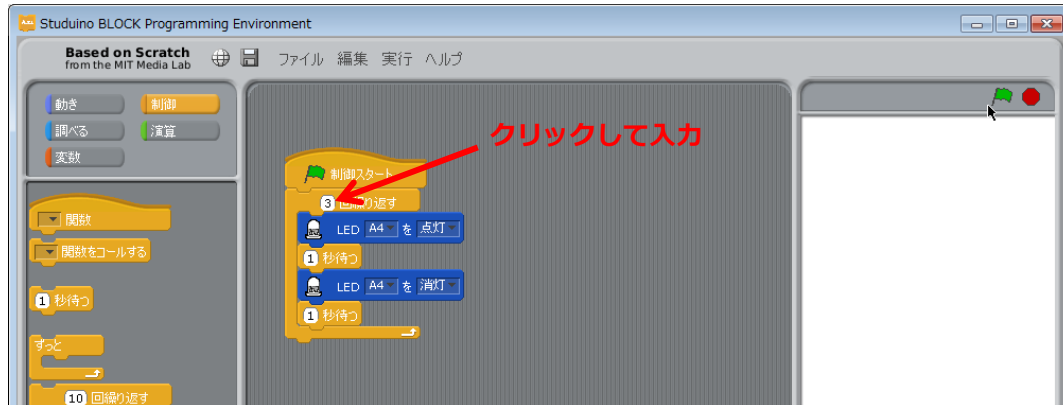 Studuino BLOCK Programming Environment
Based on Scratch
from the MIT Media Lab
ファイル 編集 実行 ヘルプ
動き 制御
調べる 演算
変数
関数
関数をコールする
1 秒待つ
ずっと
10 回繰り返す
クリックして入力
制御スタート
3 回繰り返す
LED A4 を 点灯
1 秒待つ
LED A4 を 消灯
1 秒待つ